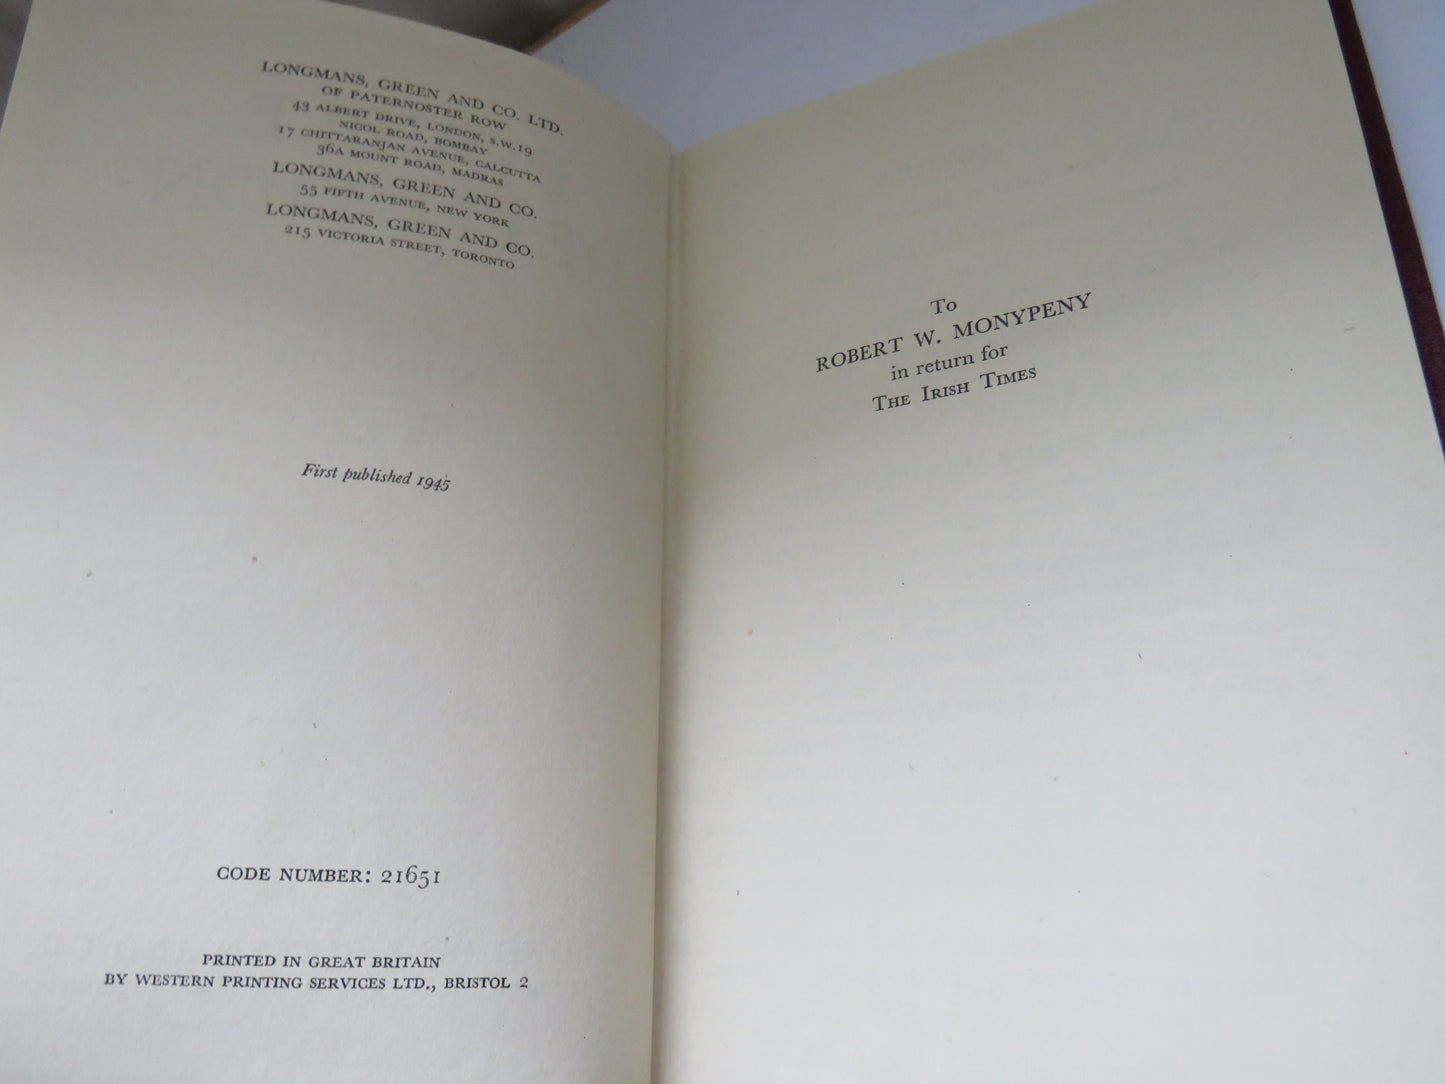 LONGMANS, GREEN AND CO. LTD.
OF PATERNOSTER ROW
43 ALBERT DRIVE, LONDON, S.W.19
NICOL ROAD, BOMBAY
17 CHITTARANJAN AVENUE, CALCUTTA
36A MOUNT ROAD, MADRAS
LONGMANS, GREEN AND CO.
55 FIFTH AVENUE, NEW YORK
LONGMANS, GREEN AND CO.
215 VICTORIA STREET, TORONTO
First published 1945
CODE NUMBER: 21651
PRINTED IN GREAT BRITAIN
BY WESTERN PRINTING SERVICES LTD., BRISTOL 2
To
ROBERT W. MONYPENY
in return for
THE IRISH TIMES